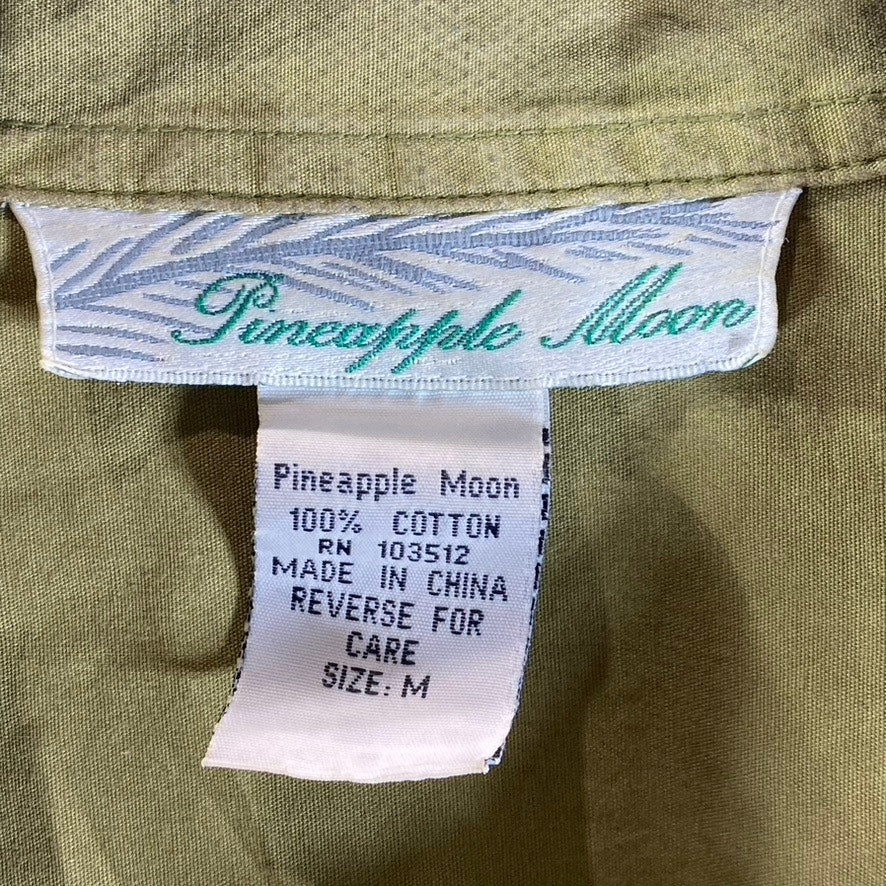 Pineapple Moon
Pineapple Moon
100% COTTON
RN 103512
MADE IN CHINA
REVERSE FOR
CARE
SIZE: M